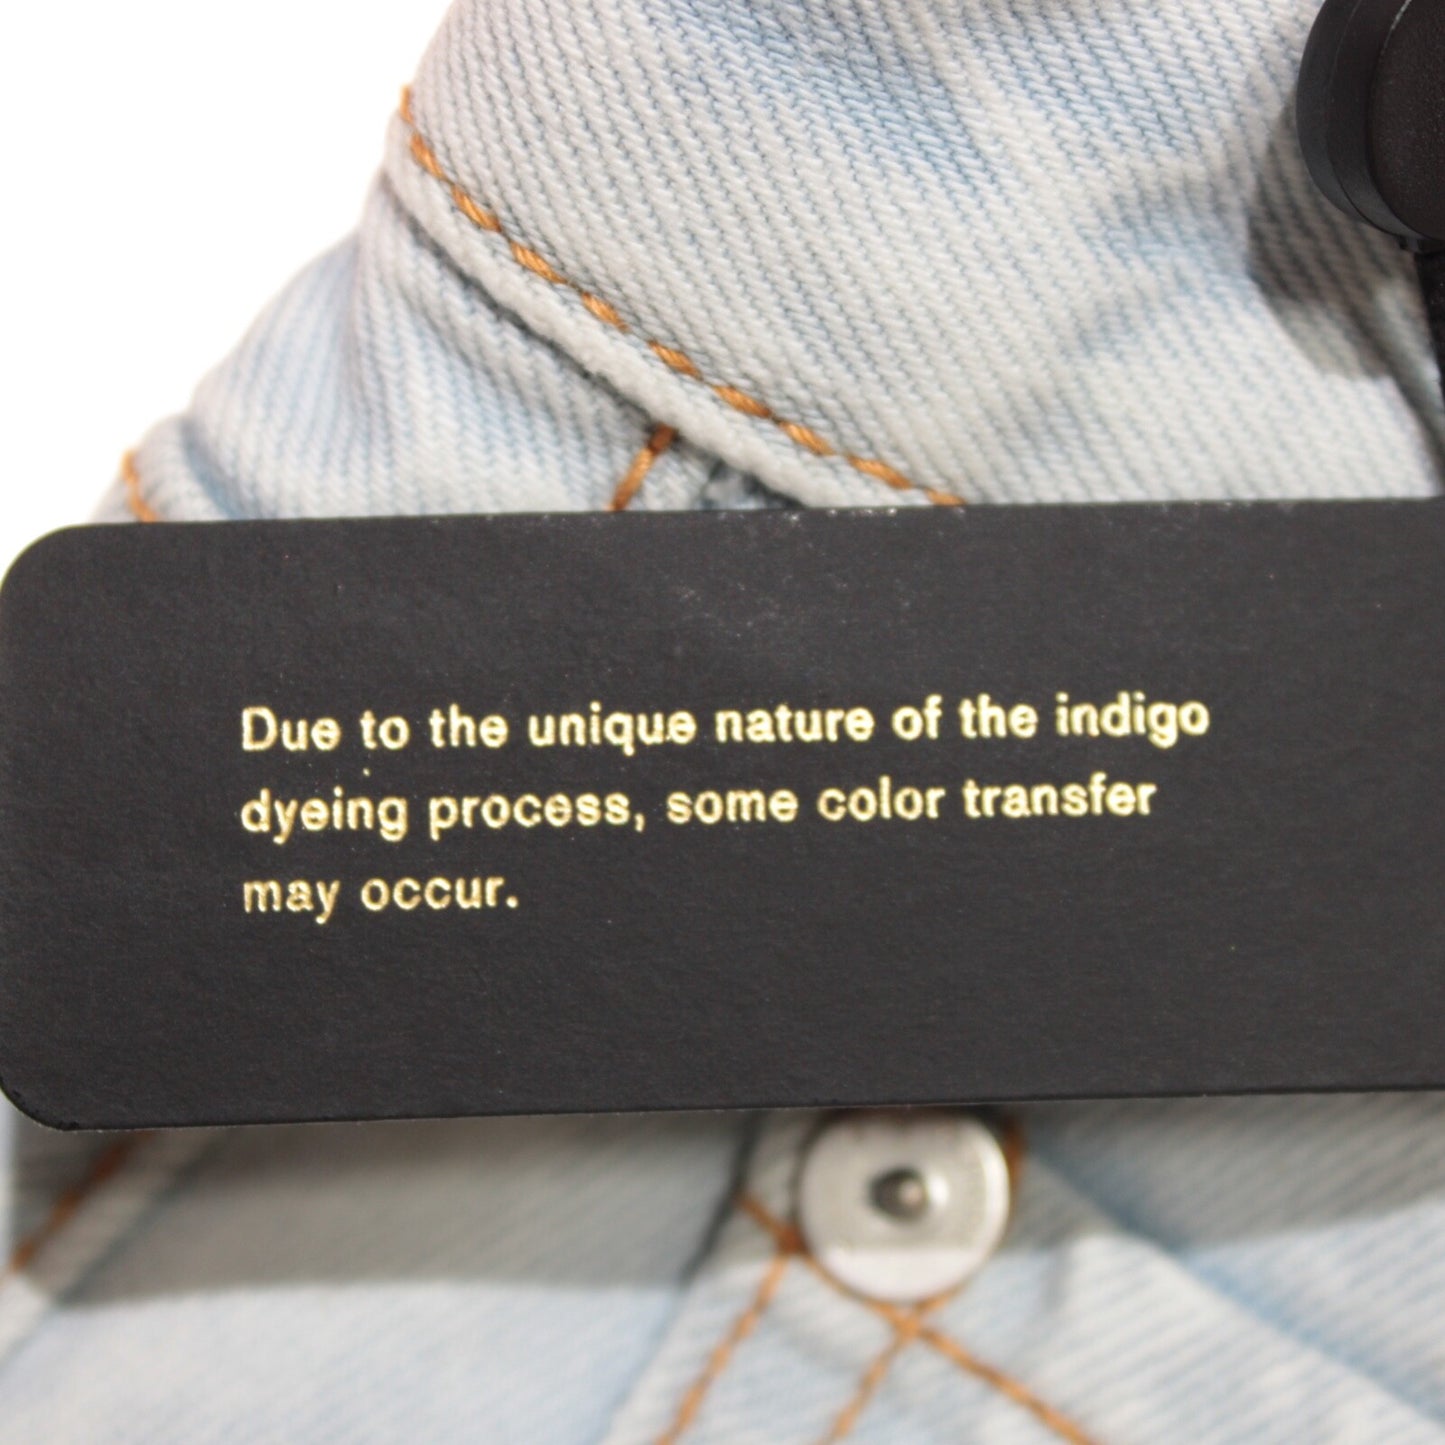 Due to the unique nature of the indigo
dyeing process, some color transfer
may occur.